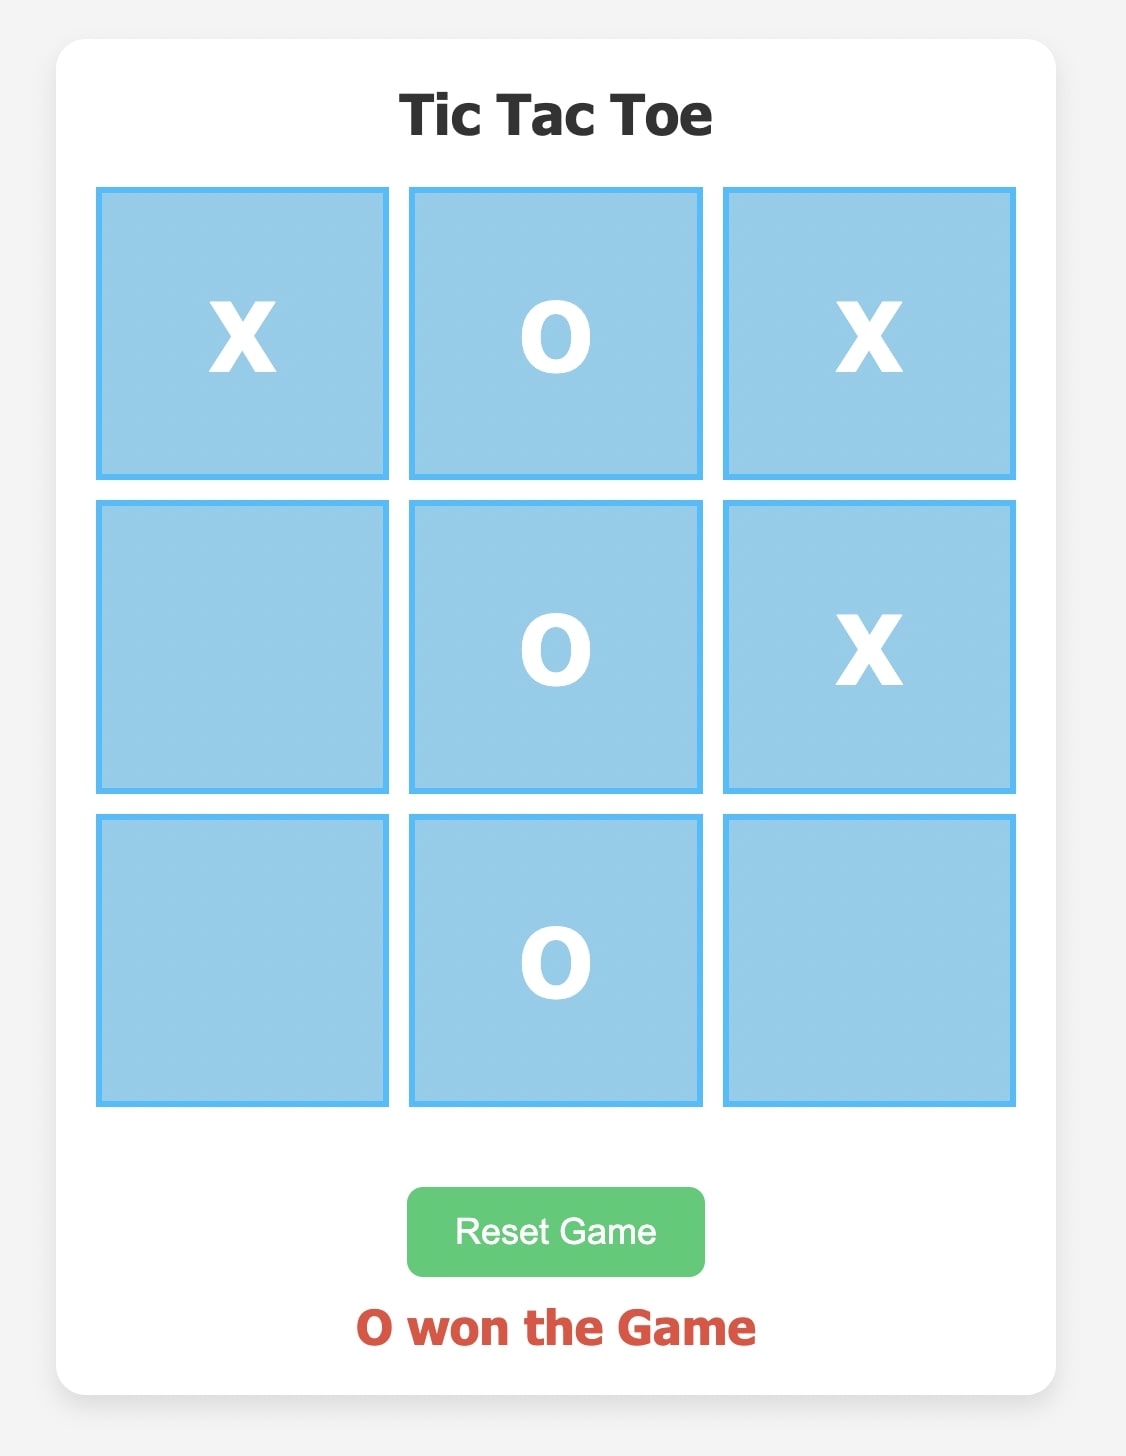 Tic Tac Toe
X O X
O X
O
Reset Game
O won the Game